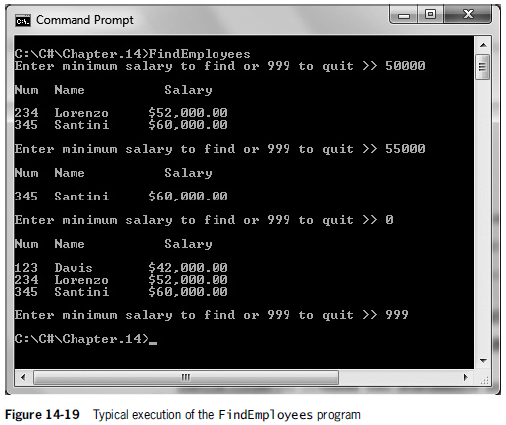 Command Prompt
C:\C#\Chapter.14>FindEmployees
Enter minimum salary to find or 999 to quit >> 50000
Num Name Salary
234 Lorenzo $52,000.00
345 Santini $60,000.00
Enter minimum salary to find or 999 to quit >> 55000
Num Name Salary
345 Santini $60,000.00
Enter minimum salary to find or 999 to quit >> 0
Num Name Salary
123 Davis $42,000.00
234 Lorenzo $52,000.00
345 Santini $60,000.00
Enter minimum salary to find or 999 to quit >> 999
C:\C#\Chapter.14>_
Figure 14-19 Typical execution of the FindEmployees program